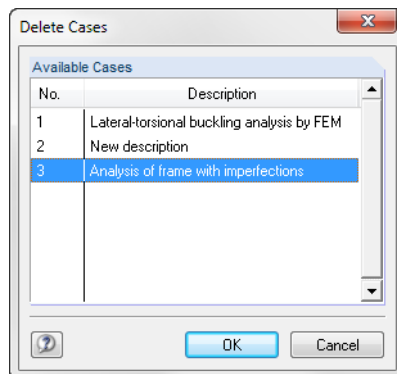 Delete Cases
Available Cases
No. Description
1 Lateral-torsional buckling analysis by FEM
2 New description
3 Analysis of frame with imperfections
OK Cancel